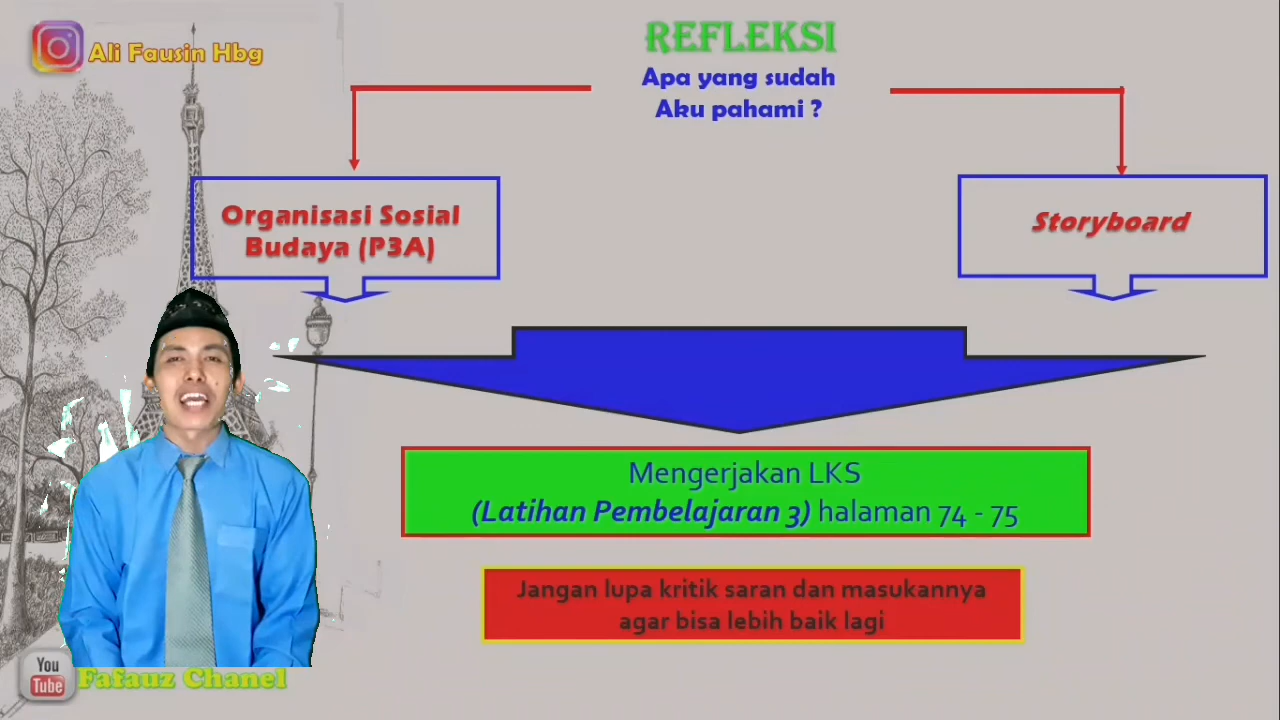 Ali Fausin Hbg
REFLEKSI
Apa yang sudah
Aku pahami ?
Organisasi Sosial
Budaya (P3A)
Storyboard
Mengerjakan LKS
(Latihan Pembelajaran 3) halaman 74 - 75
Jangan lupa kritik saran dan masukannya
agar bisa lebih baik lagi
You
Tube
Fafauz Chanel